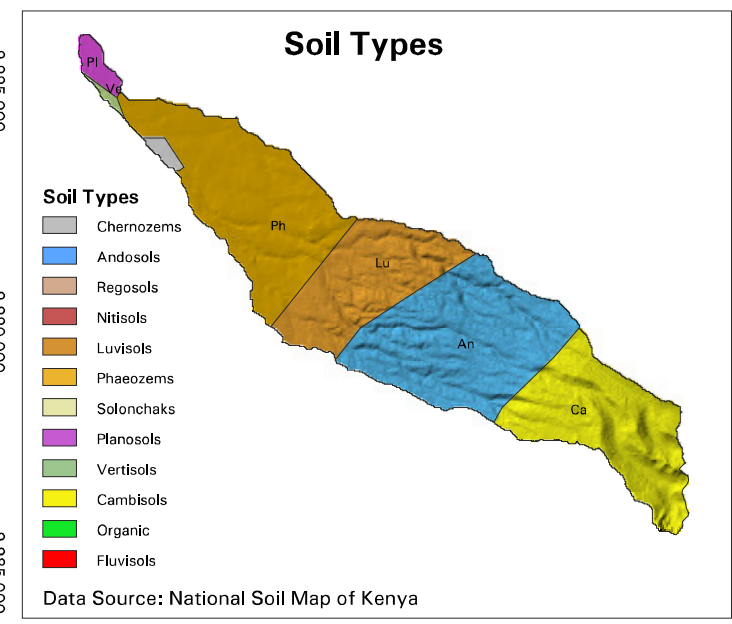 Soil Types
Pl
Ve
Ph
Lu
An
Ca
Soil Types
Chernozems
Andosols
Regosols
Nitisols
Luvisols
Phaeozems
Solonchaks
Planosols
Vertisols
Cambisols
Organic
Fluvisols
Data Source: National Soil Map of Kenya